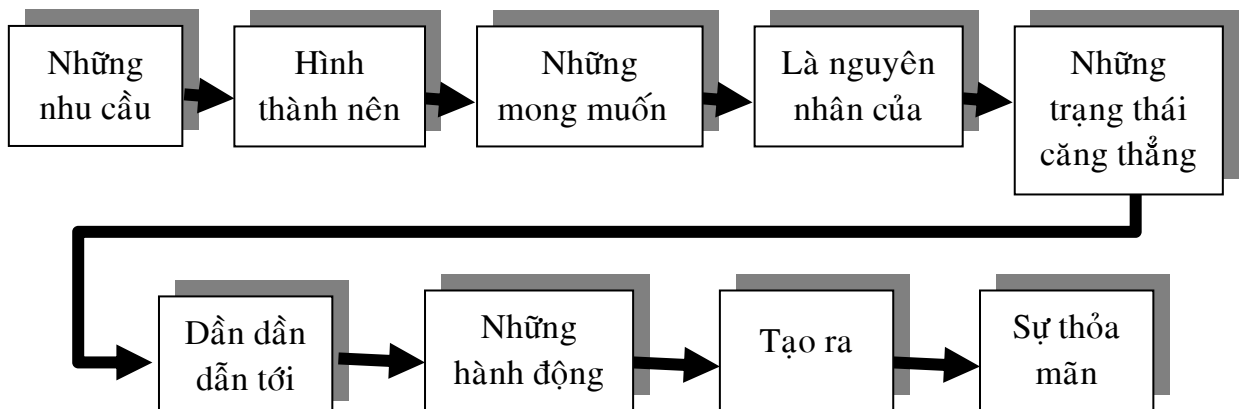 Những
nhu cầu
Hình
thành nên
Những
mong muốn
Là nguyên
nhân của
Những
trạng thái
căng thẳng
Dần dần
dẫn tới
Những
hành động
Tạo ra
Sự thỏa
mãn